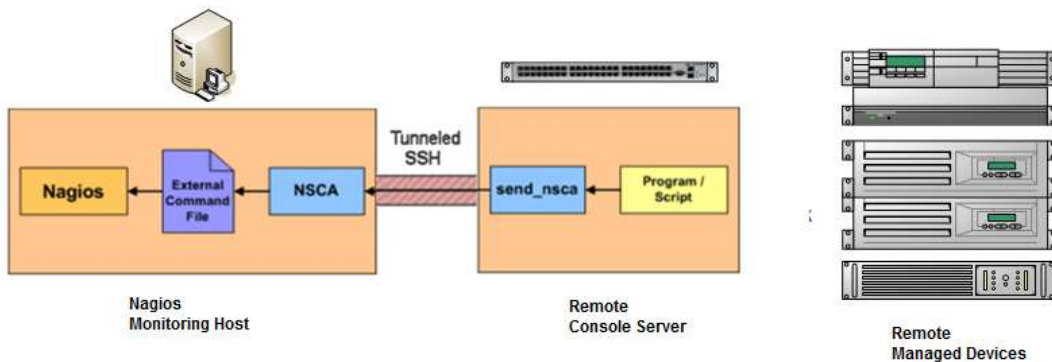 Tunneled
SSH
Nagios
External
Command
File
NSCA
send_nsca
Program /
Script
Nagios
Monitoring Host
Remote
Console Server
Remote
Managed Devices